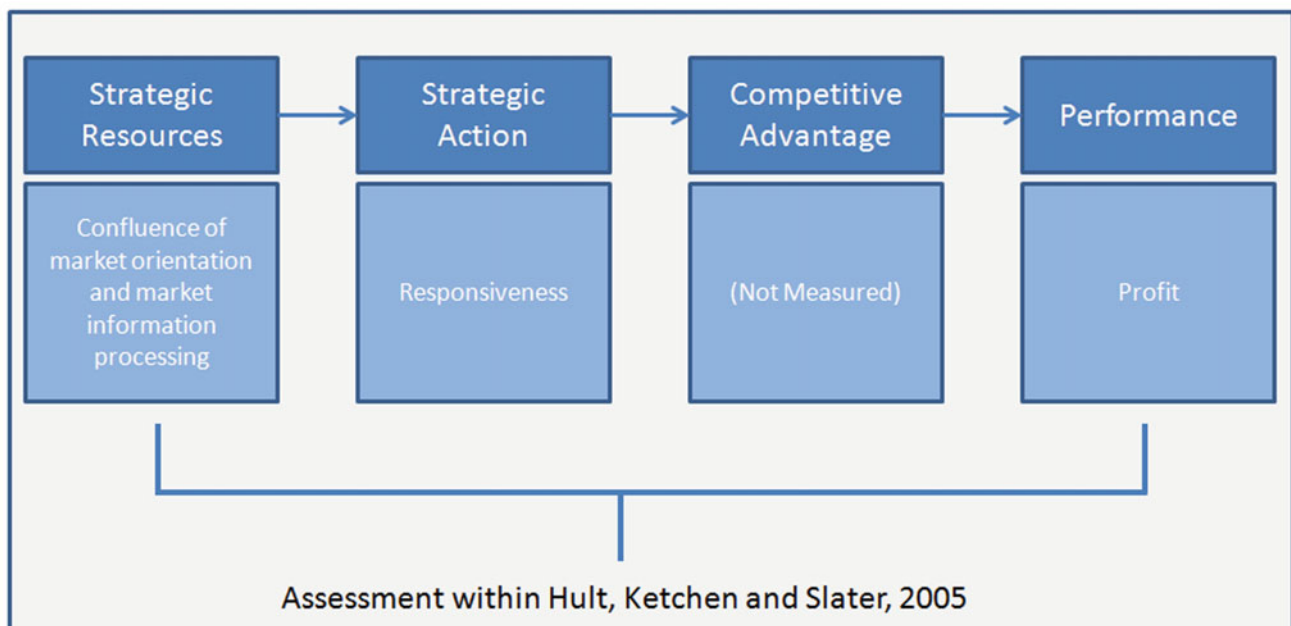 Strategic
Resources
Strategic
Action
Competitive
Advantage
Performance
Confluence of
market orientation
and market
information
processing
Responsiveness
(Not Measured)
Profit
Assessment within Hult, Ketchen and Slater, 2005